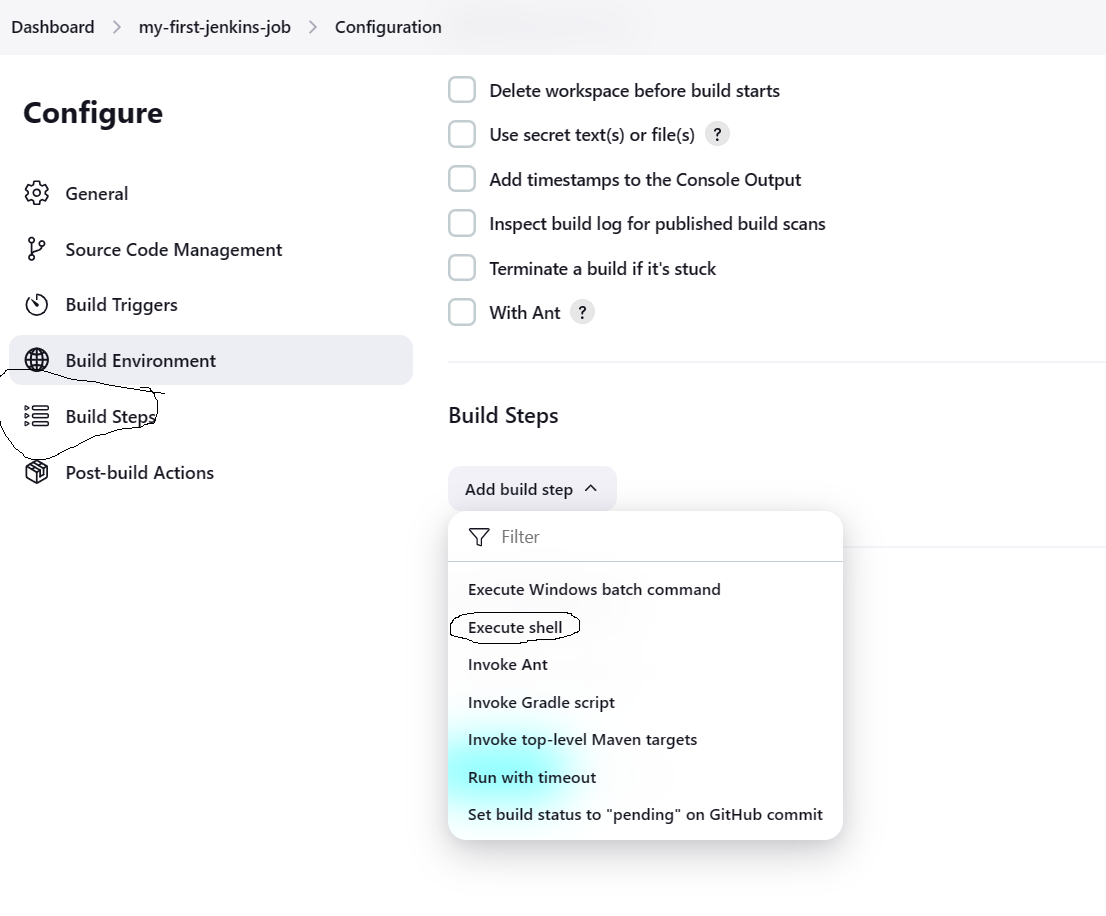 Dashboard > my-first-jenkins-job > Configuration
Configure
General
Source Code Management
Build Triggers
Build Environment
Build Steps
Post-build Actions
Delete workspace before build starts
Use secret text(s) or file(s) ?
Add timestamps to the Console Output
Inspect build log for published build scans
Terminate a build if it's stuck
With Ant ?
Build Steps
Add build step
Filter
Execute Windows batch command
Execute shell
Invoke Ant
Invoke Gradle script
Invoke top-level Maven targets
Run with timeout
Set build status to "pending" on GitHub commit